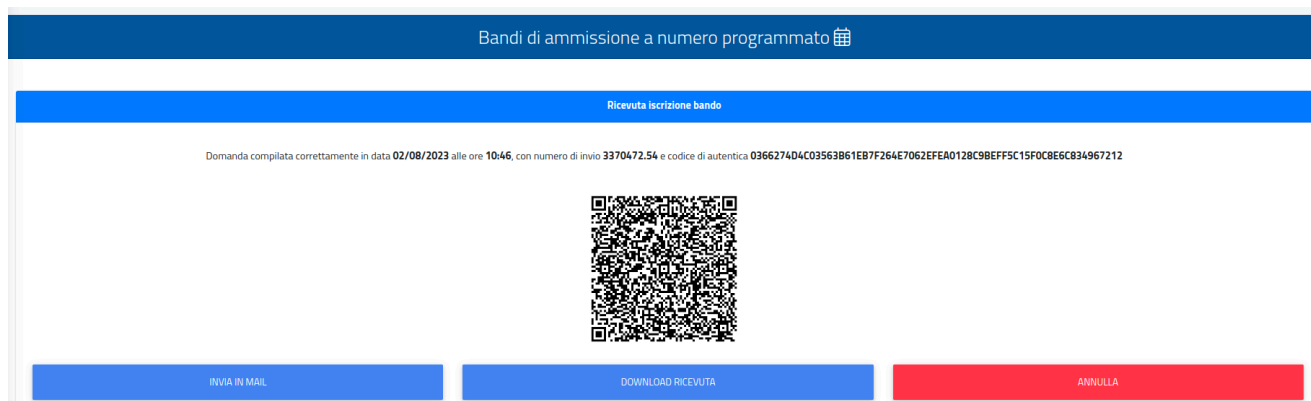 Bandi di ammissione a numero programmato
Ricevuta iscrizione bando
Domanda compilata correttamente in data 02/08/2023 alle ore 10:46, con numero di invio 3370472.54 e codice di autentica 0366274D4C03563B61EB7F264E7062EFEA0128C9BEFF5C15F0C8E6C834967212
INVIA IN MAIL
DOWNLOAD RICEVUTA
ANNULLA